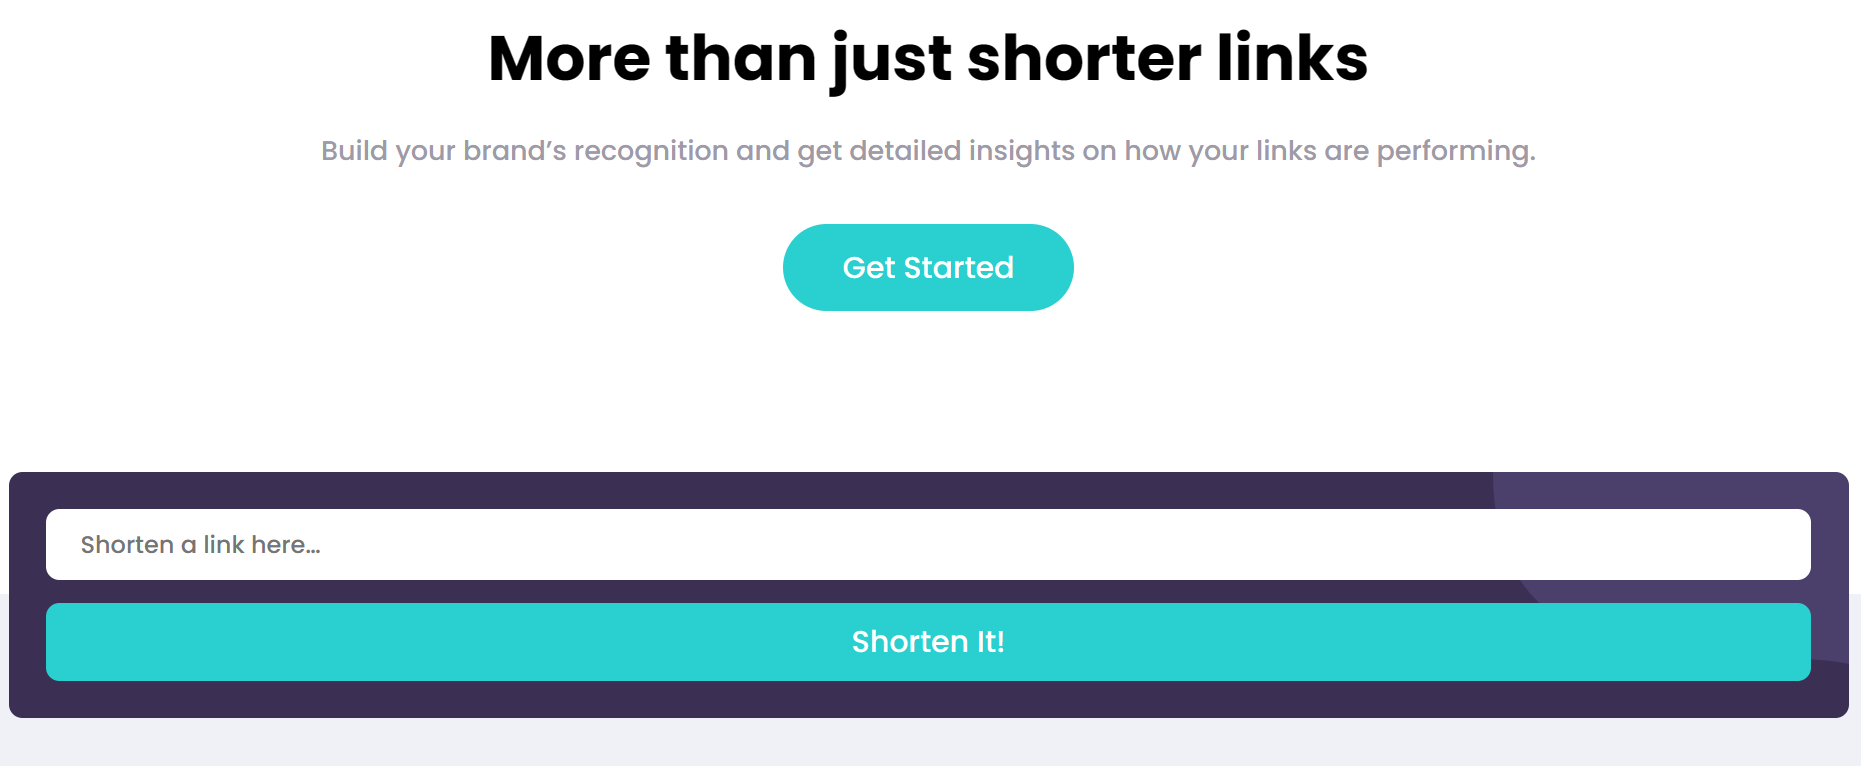 More than just shorter links
Build your brand’s recognition and get detailed insights on how your links are performing.
Get Started
Shorten a link here...
Shorten It!